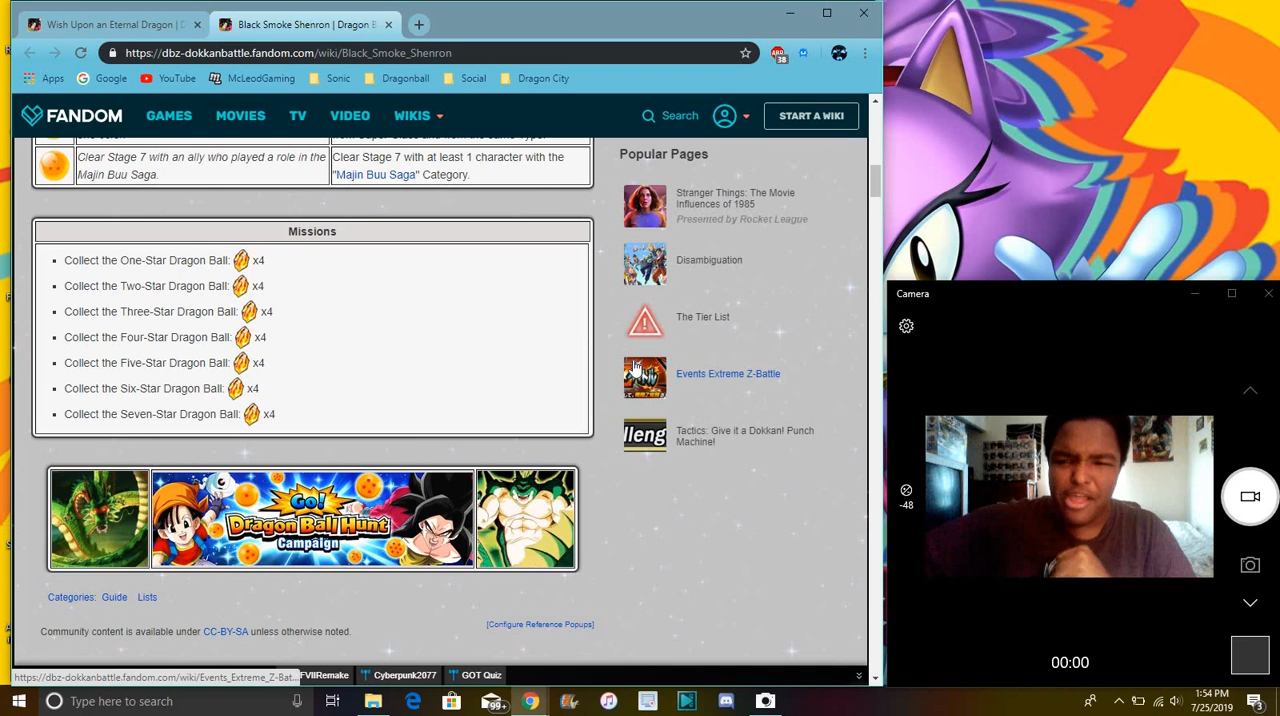 Wish Upon an Eternal Dragon | D
Black Smoke Shenron | Dragon B
https://dbz-dokkanbattle.fandom.com/wiki/Black_Smoke_Shenron
38
Apps
Google
YouTube
McLeodGaming
Sonic
Dragonball
Social
Dragon City
FANDOM
GAMES
MOVIES
TV
VIDEO
WIKIS
Search
START A WIKI
Clear Stage 7 with an ally who played a role in the
Majin Buu Saga.
Clear Stage 7 with at least 1 character with the
"Majin Buu Saga" Category.
Missions
Collect the One-Star Dragon Ball: x4
Collect the Two-Star Dragon Ball: x4
Collect the Three-Star Dragon Ball: x4
Collect the Four-Star Dragon Ball: x4
Collect the Five-Star Dragon Ball: x4
Collect the Six-Star Dragon Ball: x4
Collect the Seven-Star Dragon Ball: x4
Go!
Dragon Ball Hunt
Campaign
Categories: Guide Lists
Community content is available under CC-BY-SA unless otherwise noted.
[Configure Reference Popups]
Popular Pages
Stranger Things: The Movie
Influences of 1985
Presented by Rocket League
Disambiguation
The Tier List
Events Extreme Z-Battle
lleng
Tactics: Give it a Dokkan! Punch
Machine!
https://dbz-dokkanbattle.fandom.com/wiki/Events_Extreme_Z-Bat...
FVIIRemake
Cyberpunk2077
GOT Quiz
Camera
-48
00:00
Type here to search
99+
1:54 PM
7/25/2019
3